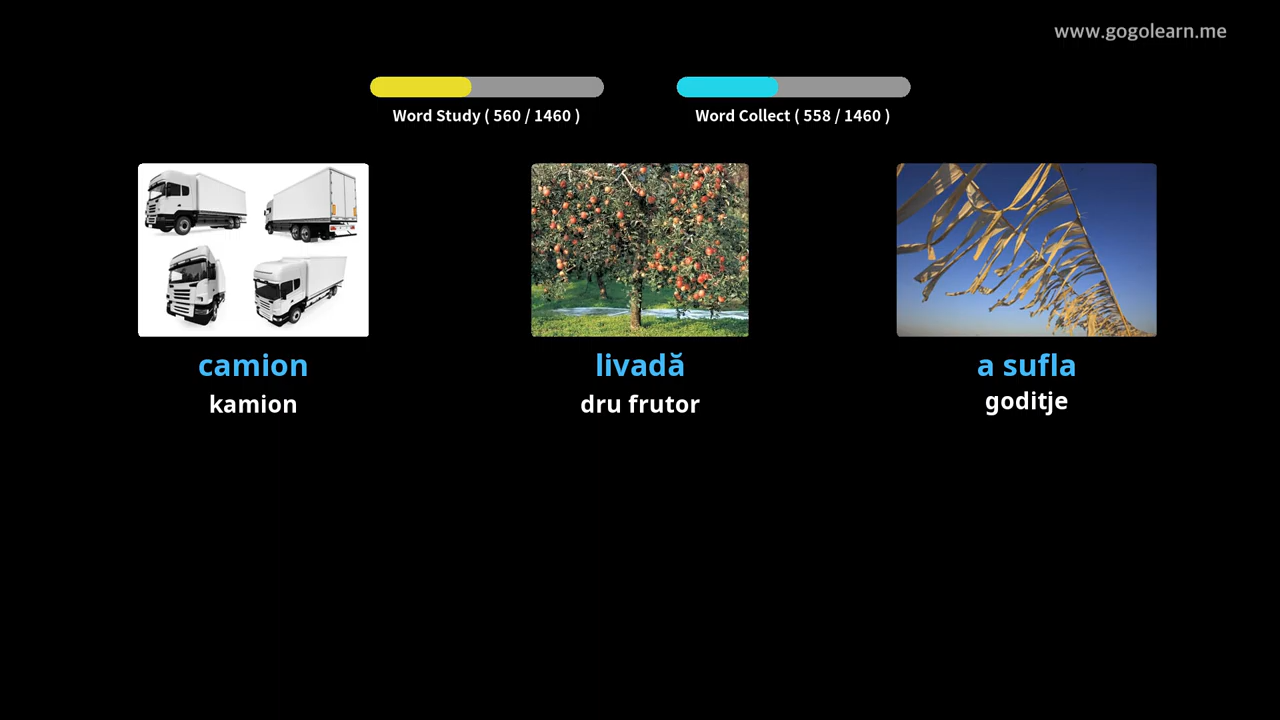 www.gogolearn.me
Word Study ( 560 / 1460 )
Word Collect ( 558 / 1460 )
camion
kamion
livadă
dru frutor
a sufla
goditje